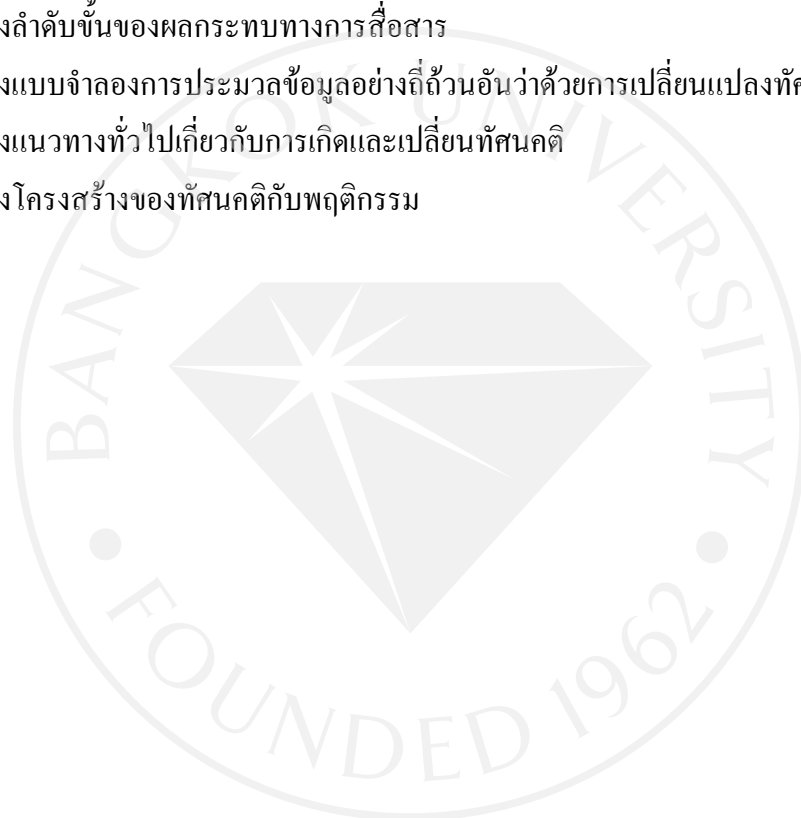 งลำดับขั้นของผลกระทบทางการสื่อสาร
งแบบจำลองการประมวลข้อมูลอย่างถี่ถ้วนอันว่าด้วยการเปลี่ยนแปลงทัศ
งแนวทางทั่วไปเกี่ยวกับการเกิดและเปลี่ยนทัศนคติ
งโครงสร้างของทัศนคติกับพฤติกรรม
BANGKOK UNIVERSITY
FOUNDED 1962